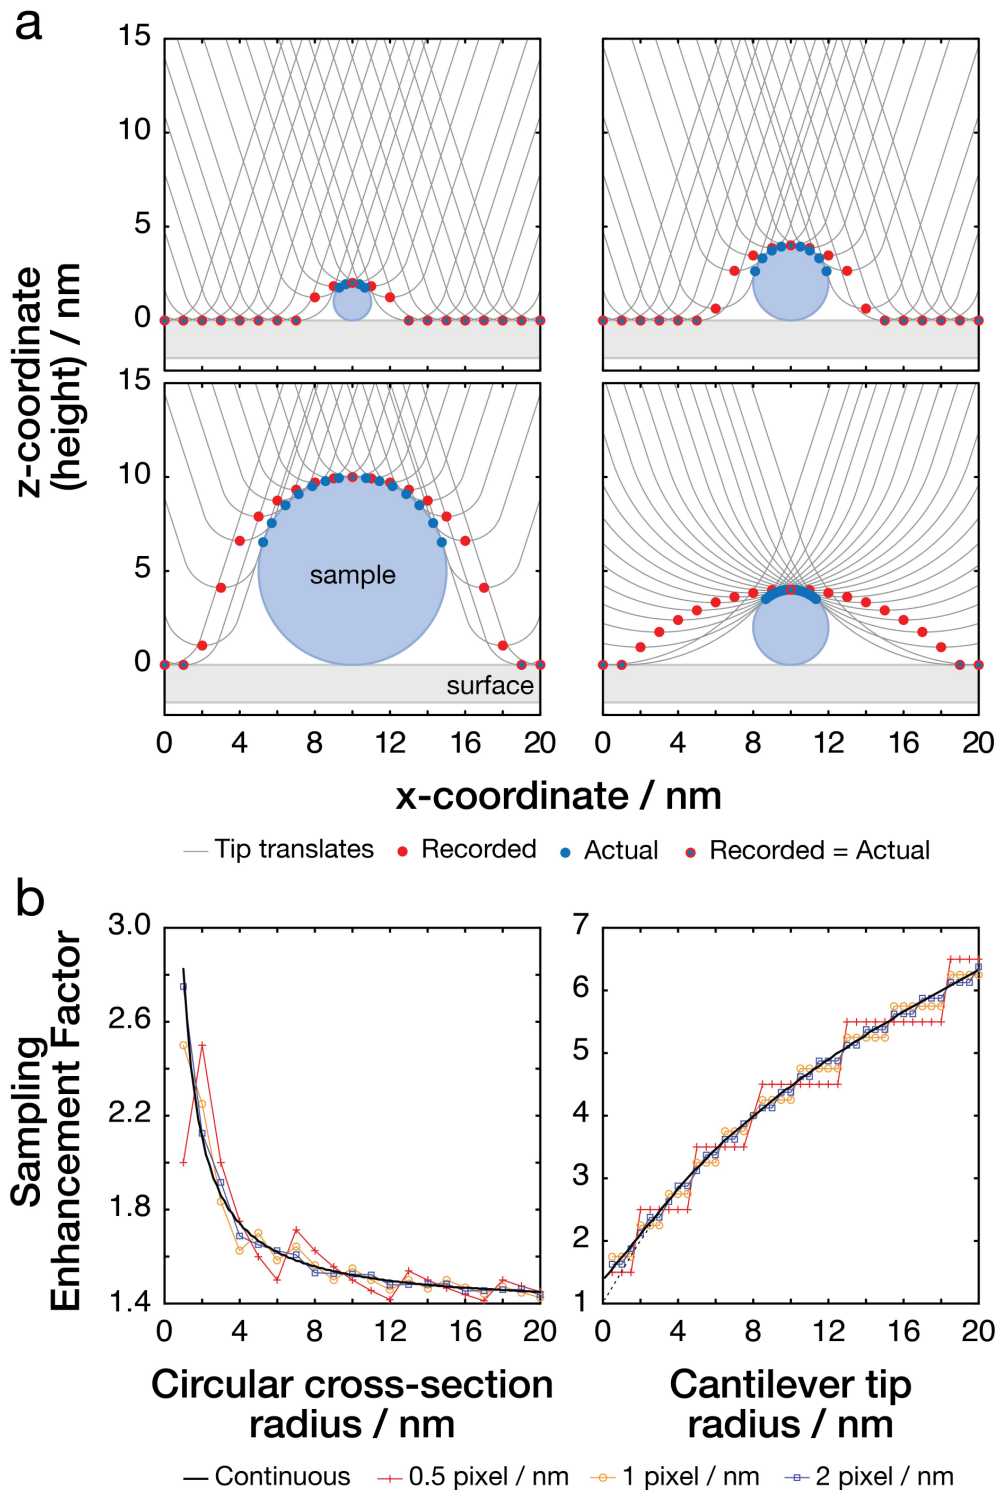 a
15
10
5
0
15
10
5
0
z-coordinate
(height) / nm
sample
surface
0 4 8 12 16 20
0 4 8 12 16 20
x-coordinate / nm
Tip translates Recorded Actual Recorded = Actual
b
3.0
2.6
2.2
1.8
1.4
Sampling
Enhancement Factor
0 4 8 12 16 20
Circular cross-section
radius / nm
7
6
5
4
3
2
1
0 4 8 12 16 20
Cantilever tip
radius / nm
Continuous 0.5 pixel / nm 1 pixel / nm 2 pixel / nm